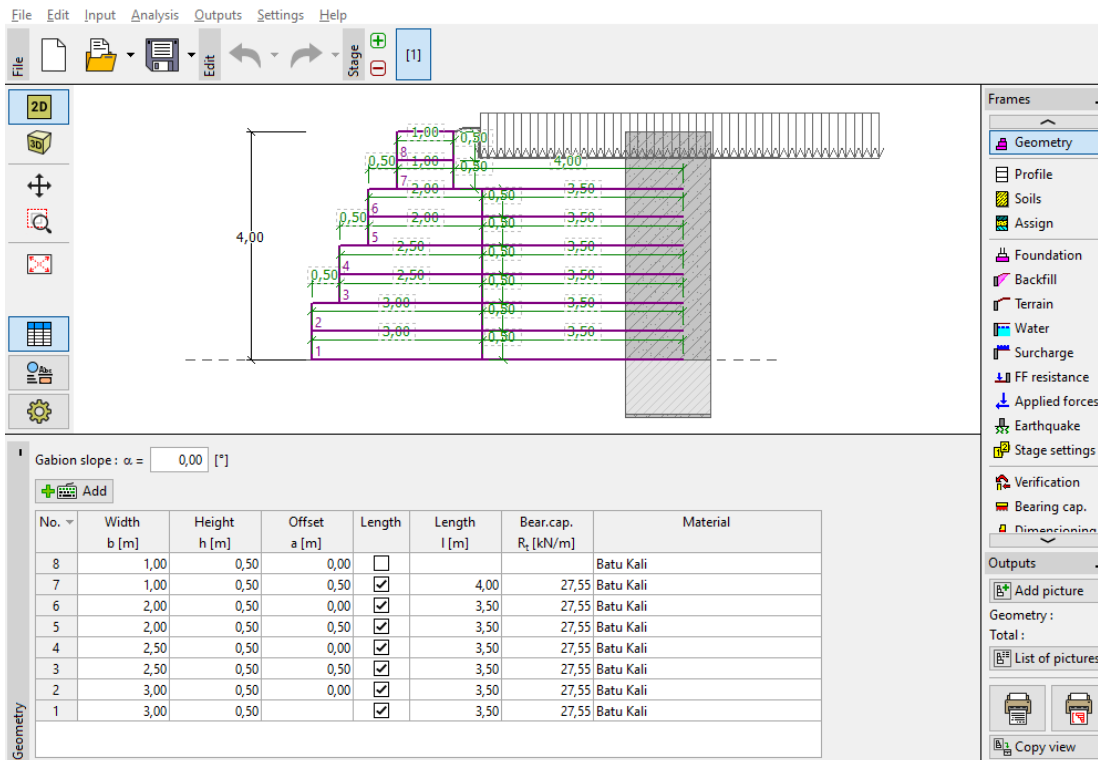 File Edit Input Analysis Outputs Settings Help
File
Edit
Stage
[1]
2D
3D
Abc
4,00
1,00 0,50
8
0,50 1,00 0,50 4,00
7
2,00 0,50 3,50
6
0,50 2,00 0,50 3,50
5
2,50 0,50 3,50
4
0,50 2,50 0,50 3,50
3
3,00 0,50 3,50
2
3,00 0,50 3,50
1
Frames
Geometry
Profile
Soils
Assign
Foundation
Backfill
Terrain
Water
Surcharge
FF resistance
Applied forces
Earthquake
Stage settings
Verification
Bearing cap.
Dimensioning
Outputs
Add picture
Geometry :
Total :
List of pictures
Copy view
Geometry
Gabion slope : α = 0,00 [°]
Add
No. Width Height Offset Length Length Bear.cap. Material
b [m] h [m] a [m] l [m] Rt [kN/m]
8 1,00 0,50 0,00 Batu Kali
7 1,00 0,50 0,50 4,00 27,55 Batu Kali
6 2,00 0,50 0,00 3,50 27,55 Batu Kali
5 2,00 0,50 0,50 3,50 27,55 Batu Kali
4 2,50 0,50 0,00 3,50 27,55 Batu Kali
3 2,50 0,50 0,50 3,50 27,55 Batu Kali
2 3,00 0,50 0,00 3,50 27,55 Batu Kali
1 3,00 0,50 3,50 27,55 Batu Kali